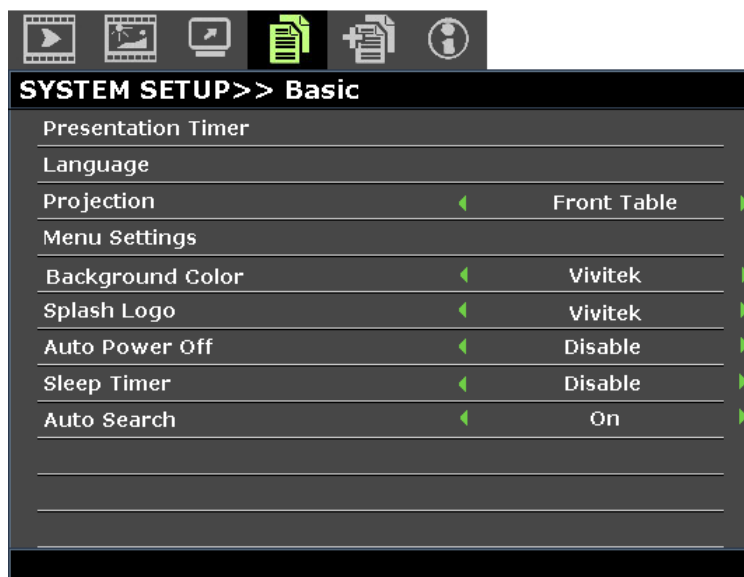 SYSTEM SETUP>> Basic
Presentation Timer
Language
Projection Front Table
Menu Settings
Background Color Vivitek
Splash Logo Vivitek
Auto Power Off Disable
Sleep Timer Disable
Auto Search On